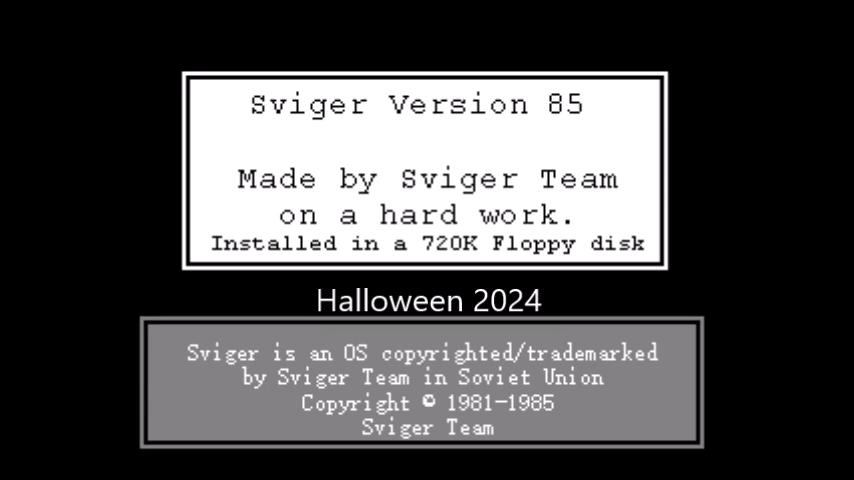 Sviger Version 85
Made by Sviger Team
on a hard work.
Installed in a 720K Floppy disk
Halloween 2024
Sviger is an OS copyrighted/trademarked
by Sviger Team in Soviet Union
Copyright © 1981-1985
Sviger Team